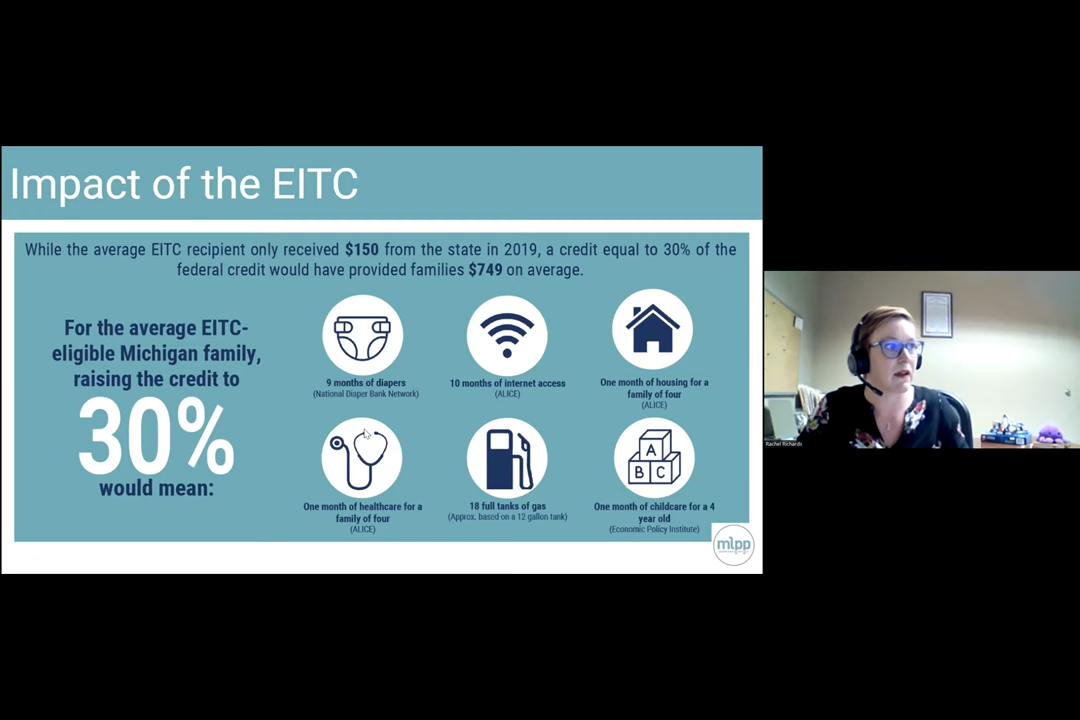 Impact of the EITC
While the average EITC recipient only received $150 from the state in 2019, a credit equal to 30% of the
federal credit would have provided families $749 on average.
For the average EITC-
eligible Michigan family,
raising the credit to
30%
would mean:
9 months of diapers
(National Diaper Bank Network)
10 months of internet access
(ALICE)
One month of housing for a
family of four
(ALICE)
One month of healthcare for a
family of four
(ALICE)
18 full tanks of gas
(Approx. based on a 12 gallon tank)
A
B C
One month of childcare for a 4
year old
(Economic Policy Institute)
mlpp
Rachel Richards